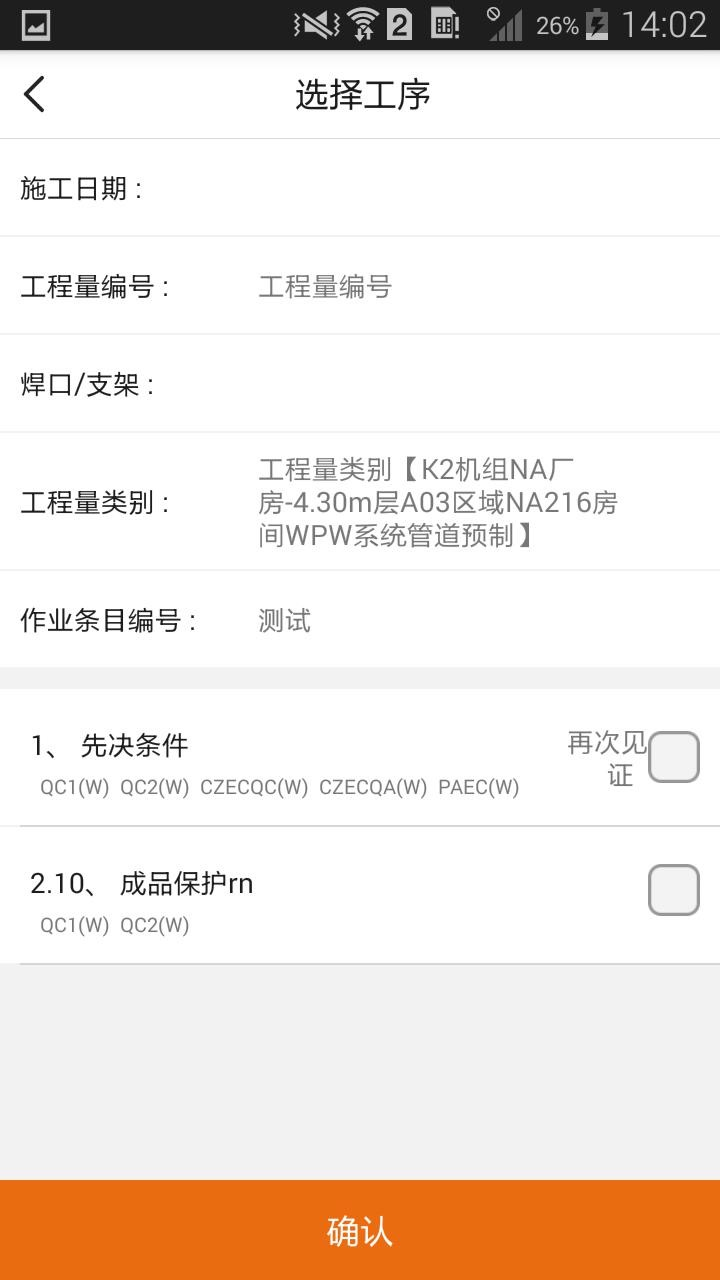 2 26% 14:02
选择工序
施工日期：
工程量编号： 工程量编号
焊口/支架：
工程量类别： 工程量类别【K2机组NA厂
房-4.30m层A03区域NA216房
间WPW系统管道预制】
作业条目编号： 测试
1、 先决条件 再次见
证
QC1(W) QC2(W) CZECQC(W) CZECQA(W) PAEC(W)
2.10、 成品保护rn
QC1(W) QC2(W)
确认